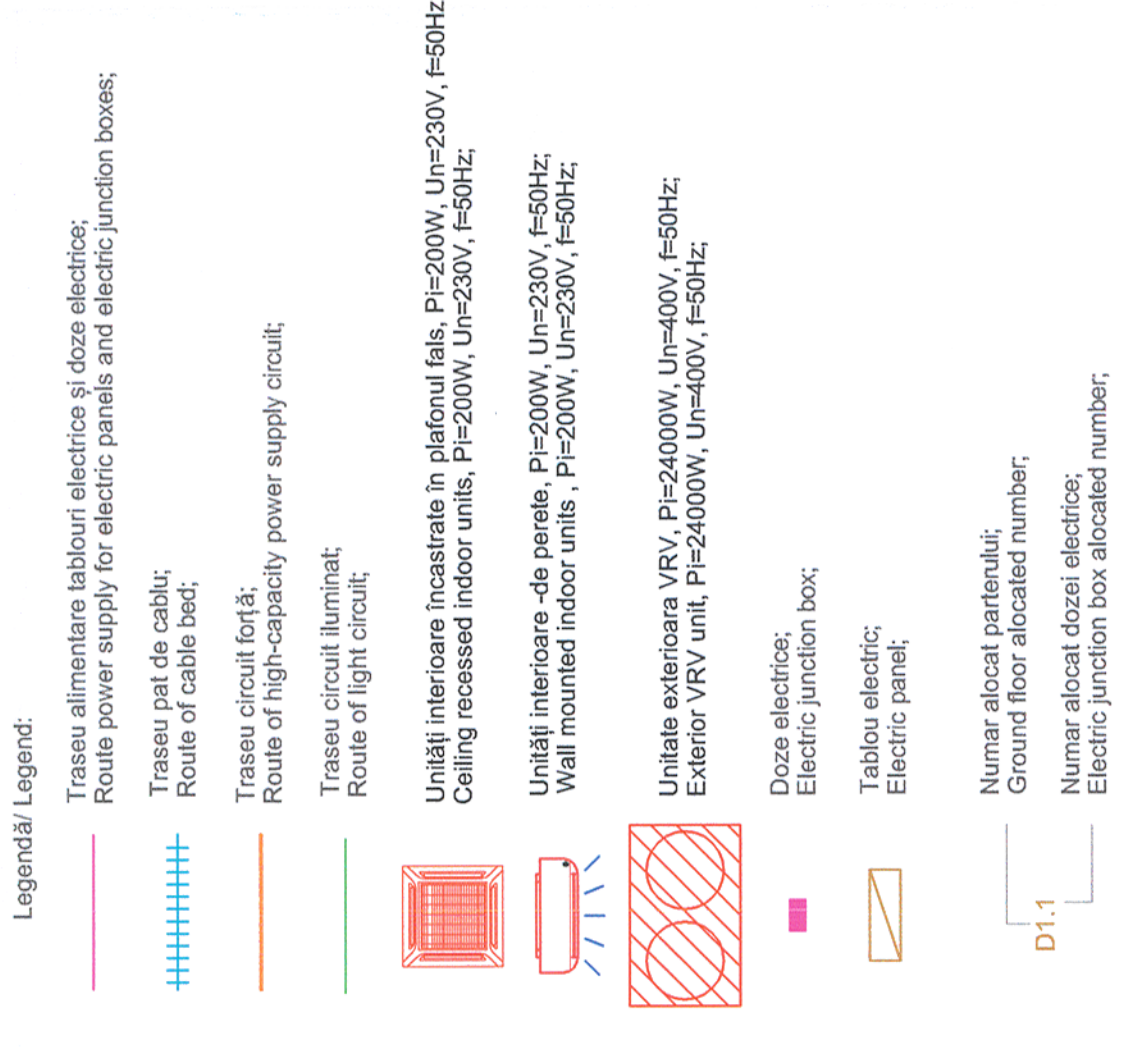 Legendă/ Legend:
Traseu alimentare tablouri electrice și doze electrice;
Route power supply for electric panels and electric junction boxes;
Traseu pat de cablu;
Route of cable bed;
Traseu circuit forță;
Route of high-capacity power supply circuit;
Traseu circuit iluminat;
Route of light circuit;
Unități interioare încastrate în plafonul fals, Pi=200W, Un=230V, f=50Hz
Ceiling recessed indoor units, Pi=200W, Un=230V, f=50Hz;
Unități interioare -de perete, Pi=200W, Un=230V, f=50Hz;
Wall mounted indoor units , Pi=200W, Un=230V, f=50Hz;
Unitate exterioara VRV, Pi=24000W, Un=400V, f=50Hz;
Exterior VRV unit, Pi=24000W, Un=400V, f=50Hz;
Doze electrice;
Electric junction box;
Tablou electric;
Electric panel;
D1.1
Numar alocat parterului;
Ground floor alocated number;
Numar alocat dozei electrice;
Electric junction box alocated number;